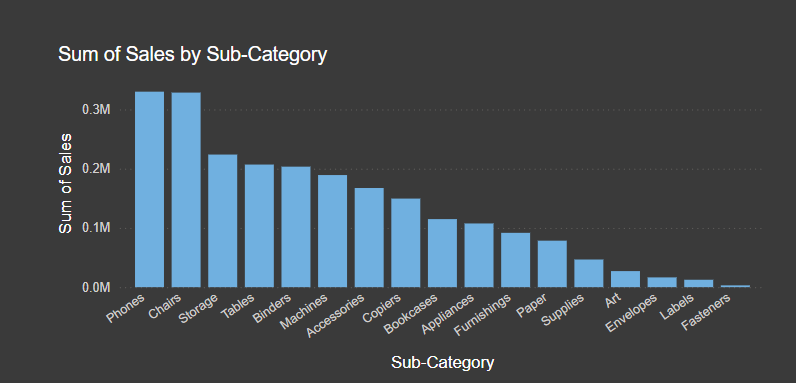 Sum of Sales by Sub-Category
Sum of Sales
0.3M
0.2M
0.1M
0.0M
Phones
Chairs
Storage
Tables
Binders
Machines
Accessories
Copiers
Bookcases
Appliances
Furnishings
Paper
Supplies
Art
Envelopes
Labels
Fasteners
Sub-Category